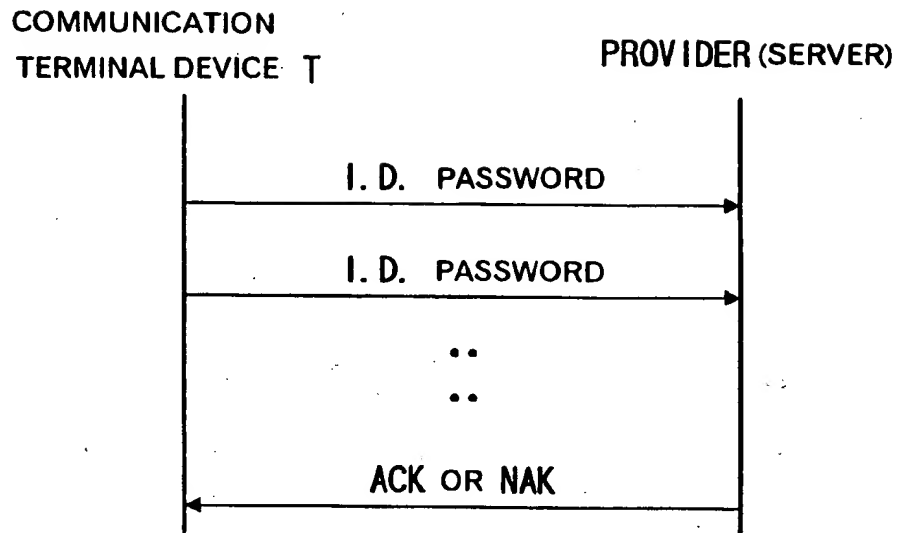 COMMUNICATION
TERMINAL DEVICE T
PROVIDER (SERVER)
I. D. PASSWORD
I. D. PASSWORD
ACK OR NAK